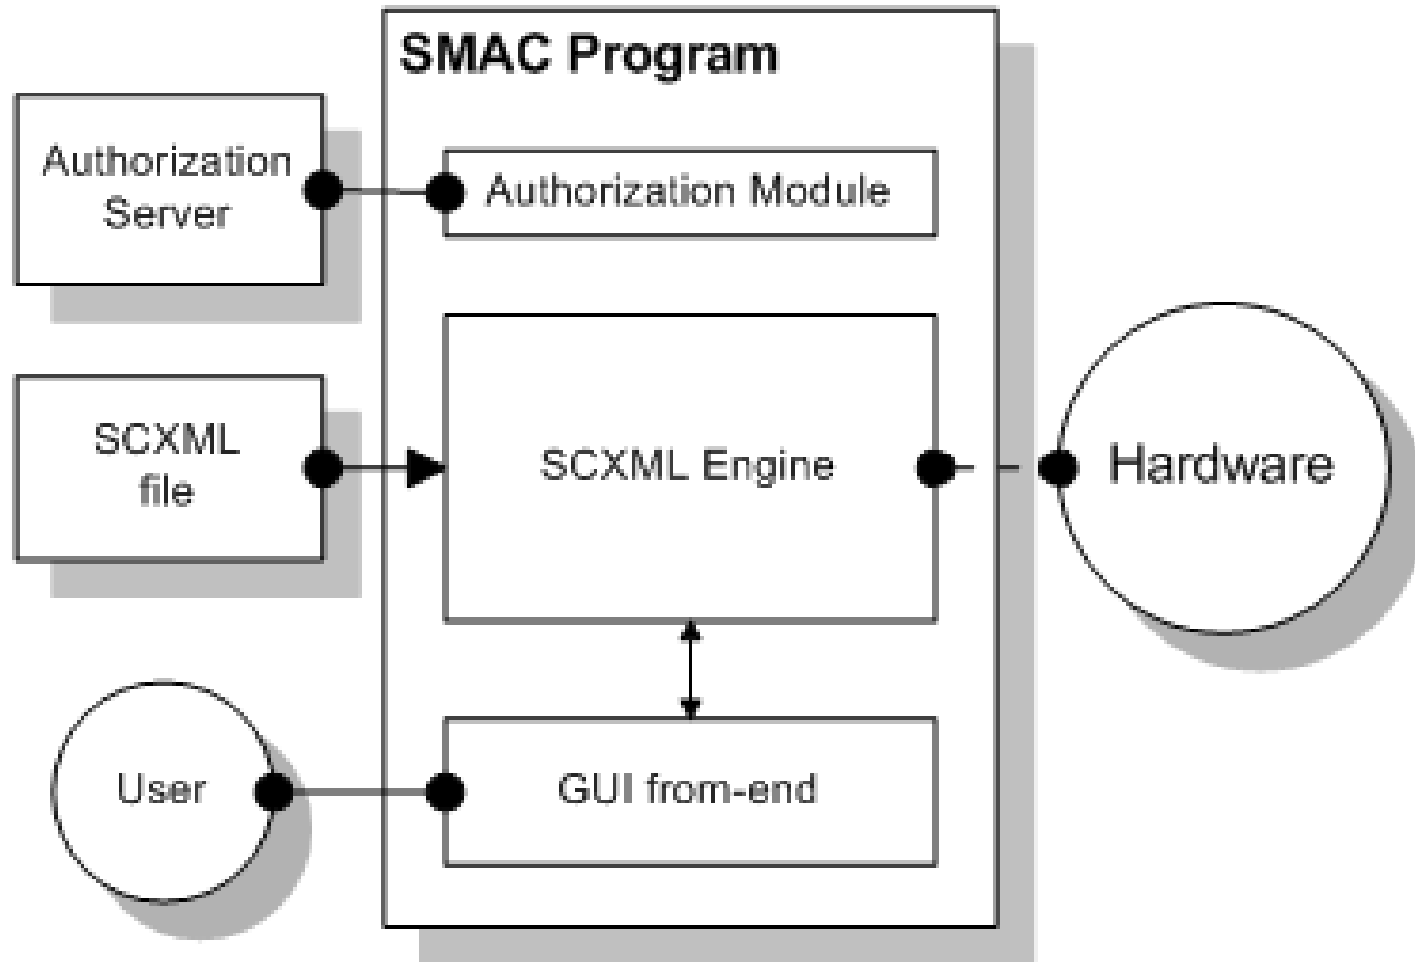 SMAC Program
Authorization
Server
Authorization Module
SCXML
file
SCXML Engine
Hardware
User
GUI from-end